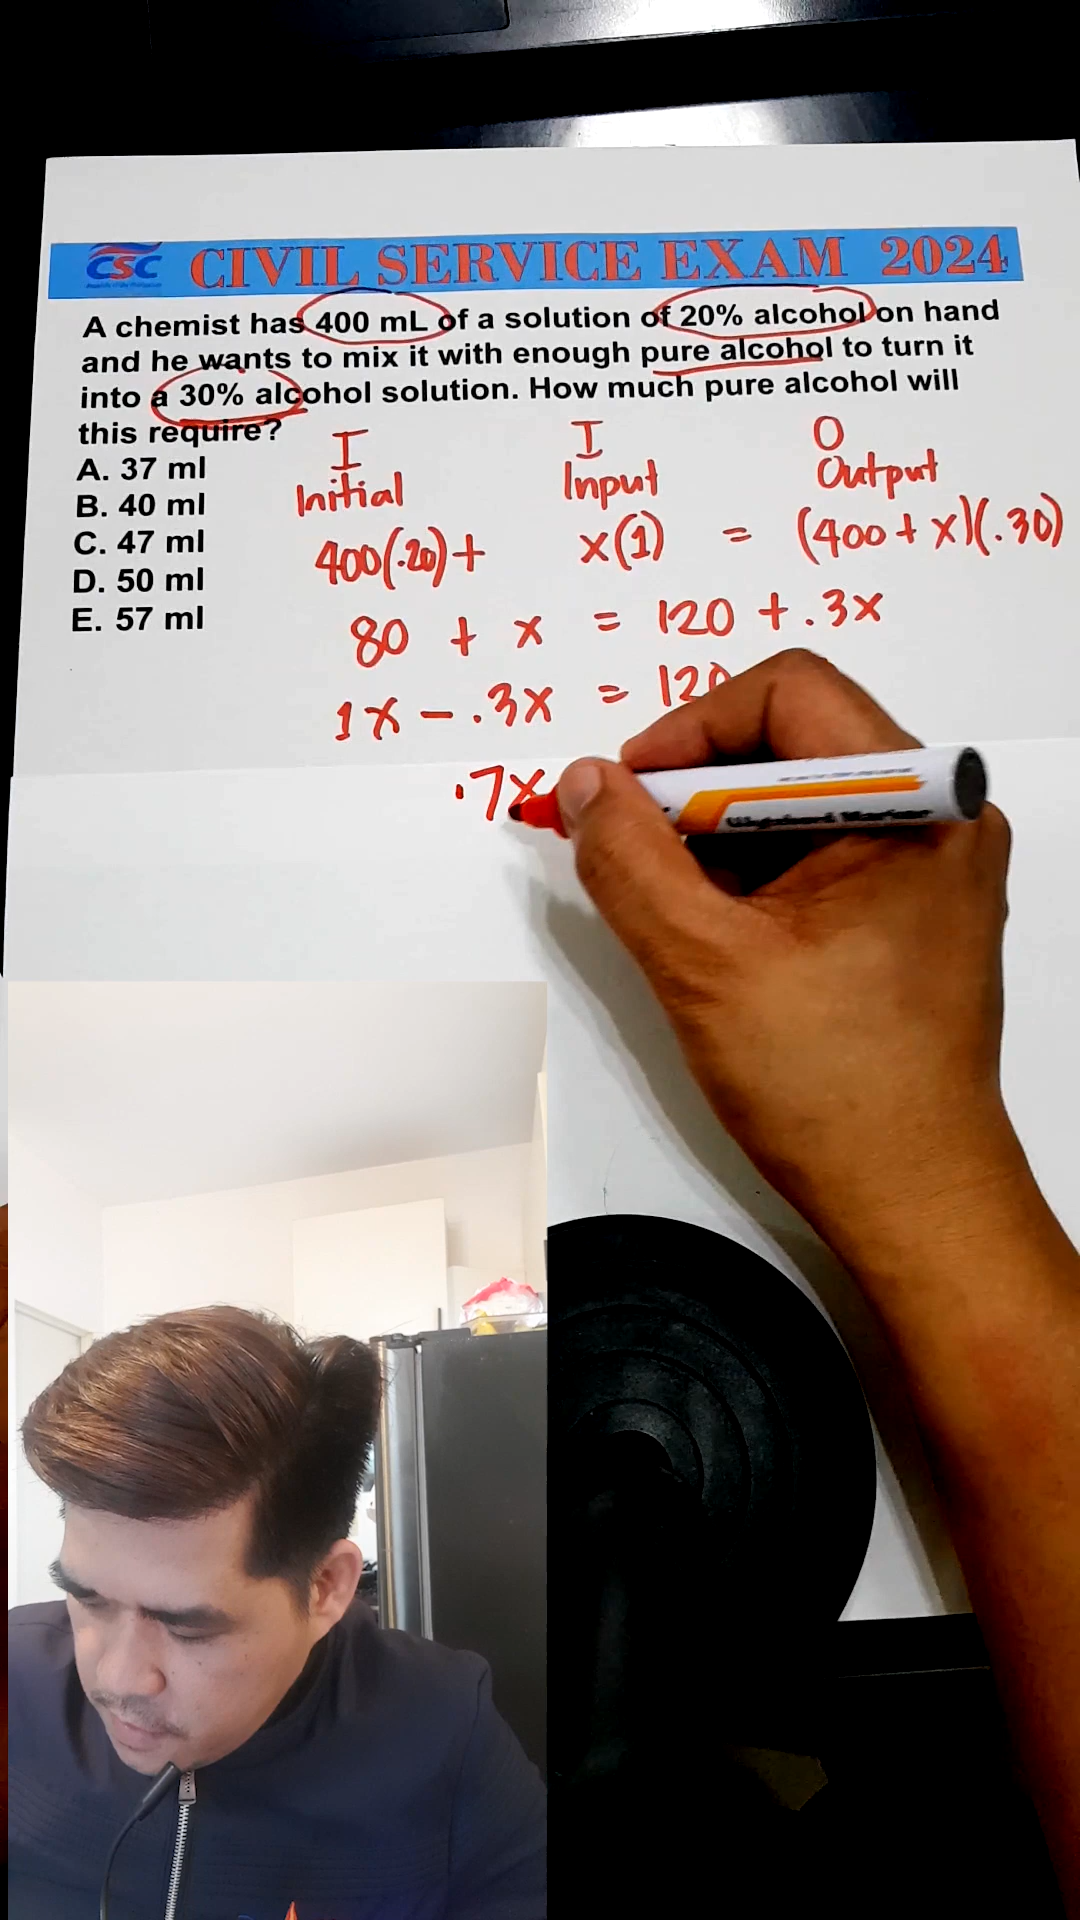 CSC CIVIL SERVICE EXAM 2024
A chemist has 400 mL of a solution of 20% alcohol on hand
and he wants to mix it with enough pure alcohol to turn it
into a 30% alcohol solution. How much pure alcohol will
this require?
A. 37 ml
B. 40 ml
C. 47 ml
D. 50 ml
E. 57 ml
I I O
Initial Input Output
400(.20) + x(1) = (400 + x)(.30)
80 + x = 120 + .3x
1x - .3x = 120
.7x